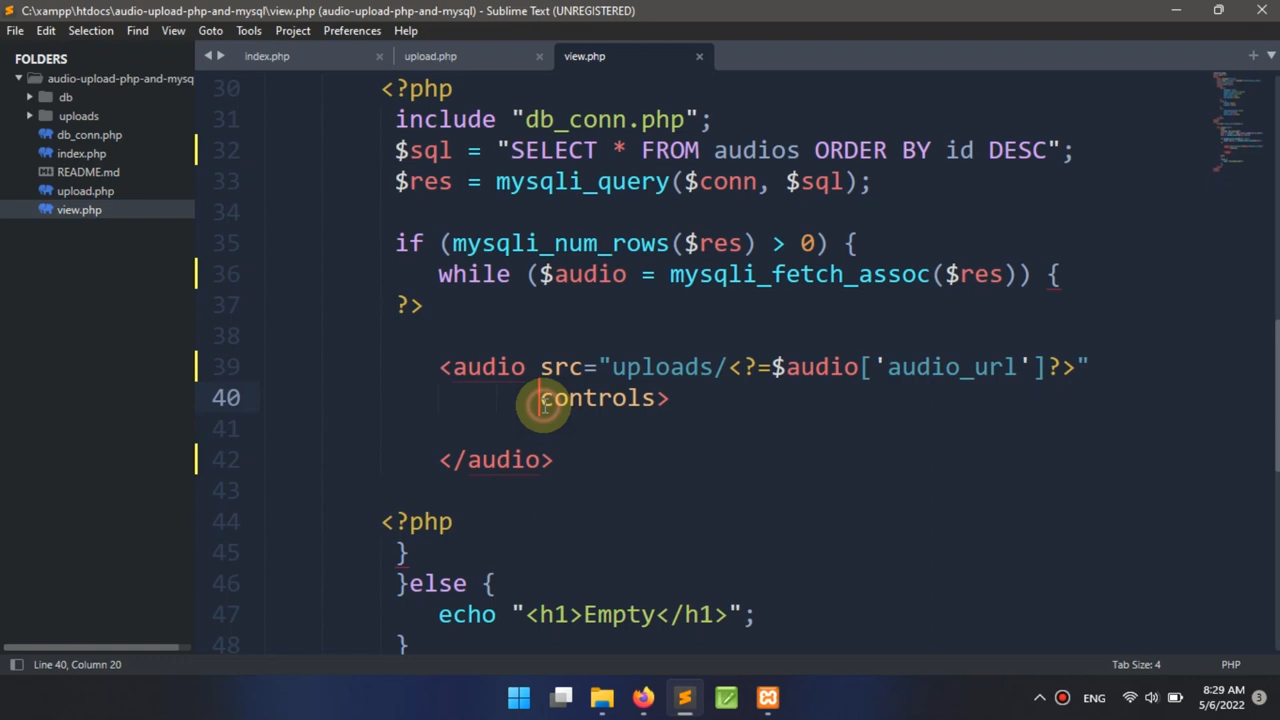 C:\xampp\htdocs\audio-upload-php-and-mysql\view.php (audio-upload-php-and-mysql) - Sublime Text (UNREGISTERED)
File Edit Selection Find View Goto Tools Project Preferences Help
FOLDERS
audio-upload-php-and-mysq
db
uploads
db_conn.php
index.php
README.md
upload.php
view.php
index.php upload.php view.php
30 <?php
31 include "db_conn.php";
32 $sql = "SELECT * FROM audios ORDER BY id DESC";
33 $res = mysqli_query($conn, $sql);
34
35 if (mysqli_num_rows($res) > 0) {
36 while ($audio = mysqli_fetch_assoc($res)) {
37 ?>
38
39 <audio src="uploads/<?=$audio['audio_url']?>"
40 controls>
41
42 </audio>
43
44 <?php
45 }
46 }else {
47 echo "<h1>Empty</h1>";
48 }
Line 40, Column 20 Tab Size: 4 PHP
ENG 8:29 AM
5/6/2022 3